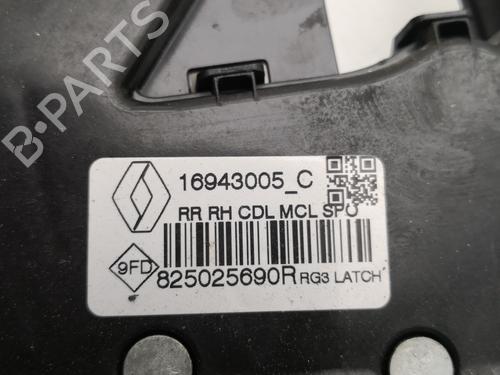 B-PARTS
16943005_C
RR RH CDL MCL SPO
9FD
825025690R RG3 LATCH